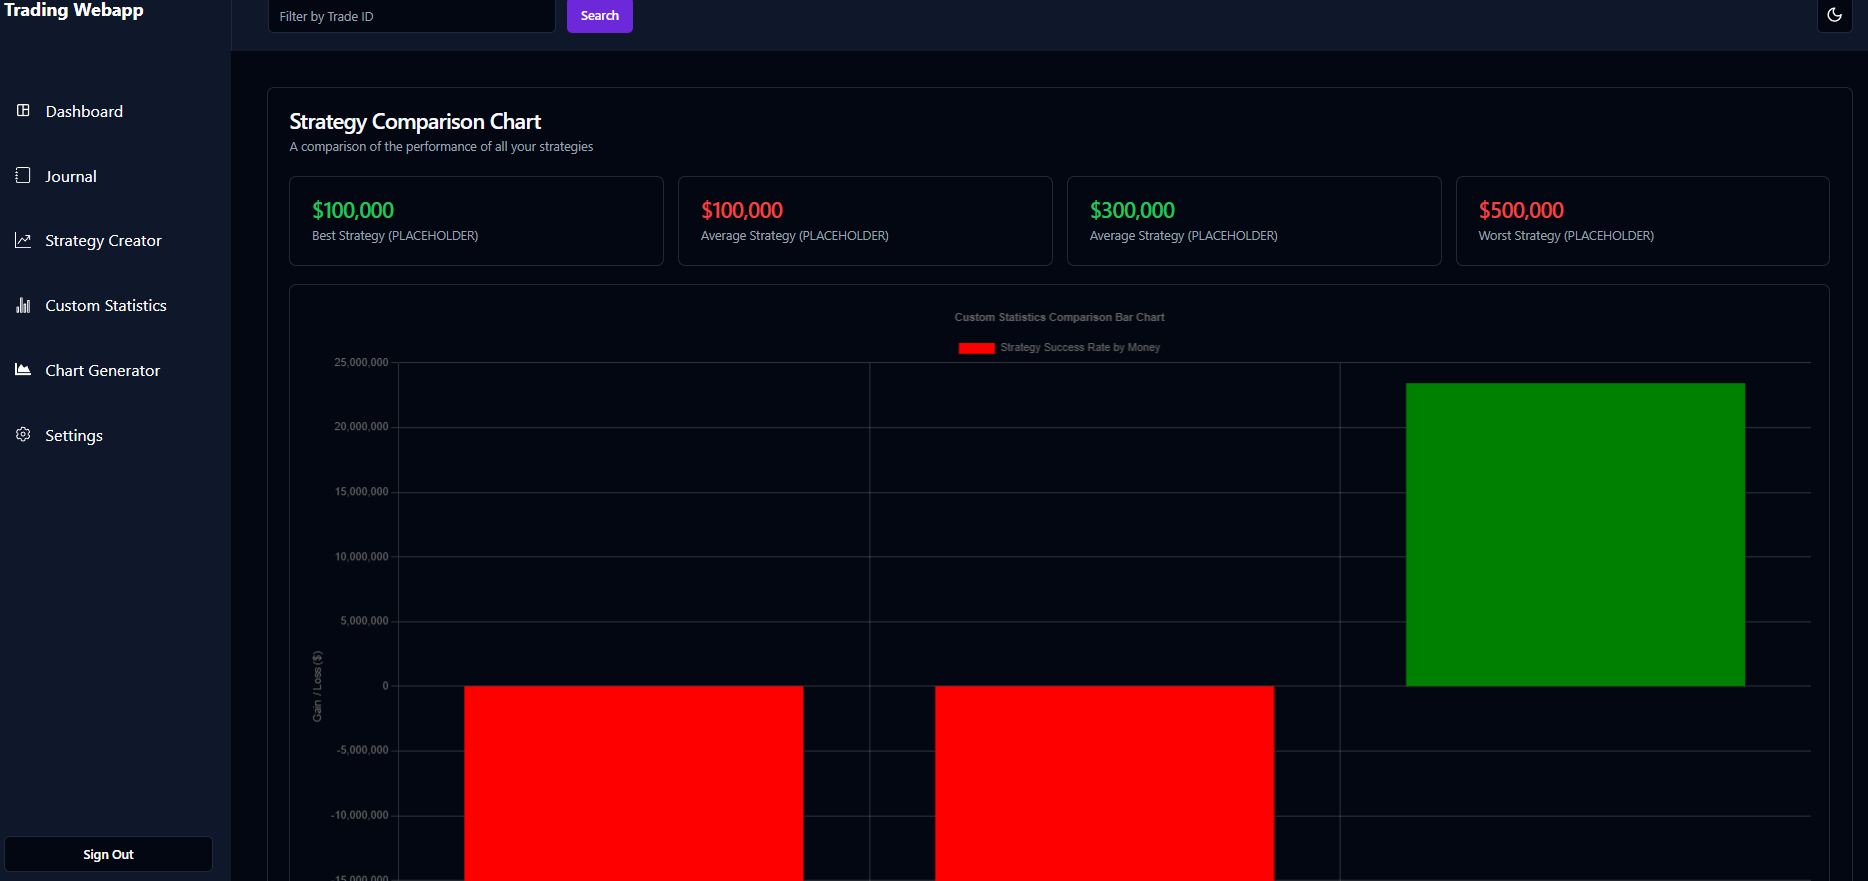 Trading Webapp
Filter by Trade ID
Search
Dashboard
Journal
Strategy Creator
Custom Statistics
Chart Generator
Settings
Sign Out
Strategy Comparison Chart
A comparison of the performance of all your strategies
$100,000
Best Strategy (PLACEHOLDER)
$100,000
Average Strategy (PLACEHOLDER)
$300,000
Average Strategy (PLACEHOLDER)
$500,000
Worst Strategy (PLACEHOLDER)
Custom Statistics Comparison Bar Chart
Strategy Success Rate by Money
Gain / Loss ($)
25,000,000
20,000,000
15,000,000
10,000,000
5,000,000
0
-5,000,000
-10,000,000
-15,000,000